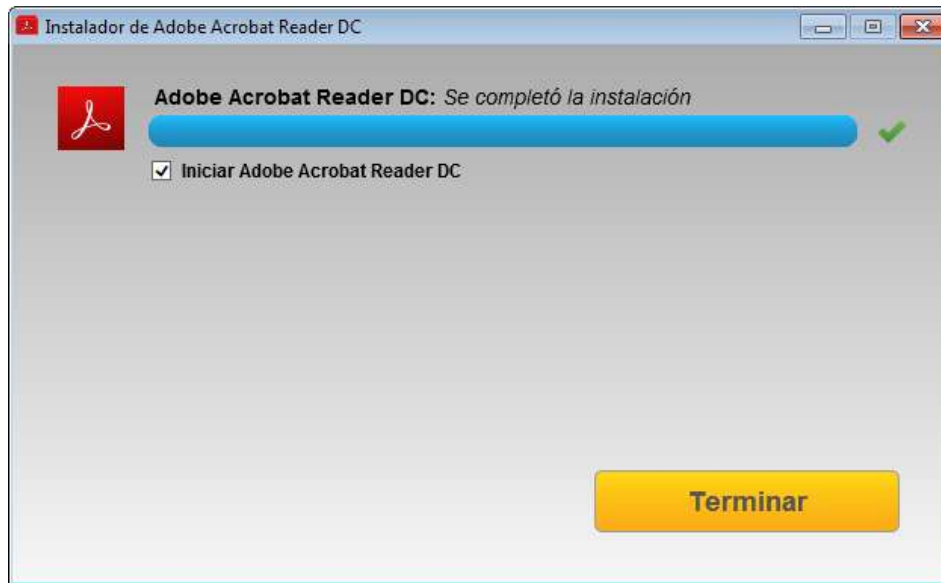 Instalador de Adobe Acrobat Reader DC
Adobe Acrobat Reader DC: Se completó la instalación
Iniciar Adobe Acrobat Reader DC
Terminar